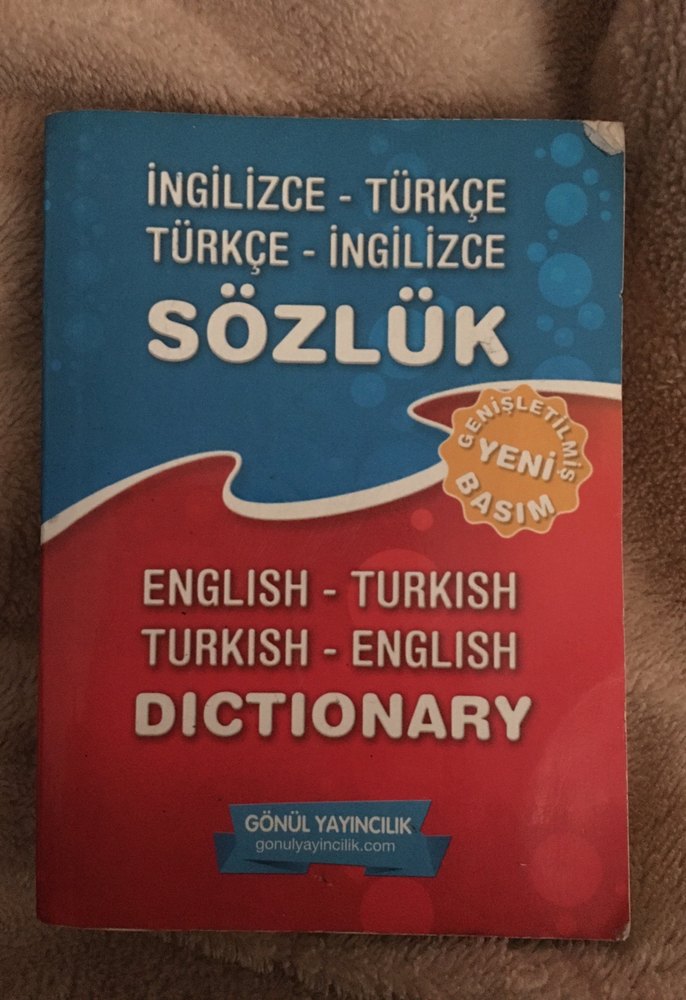 İNGİLİZCE - TÜRKÇE
TÜRKÇE - İNGİLİZCE
SÖZLÜK
GENİŞLETİLMİŞ
YENİ
BASIM
ENGLISH - TURKISH
TURKISH - ENGLISH
DICTIONARY
GÖNÜL YAYINCILIK
gonulyayincilik.com